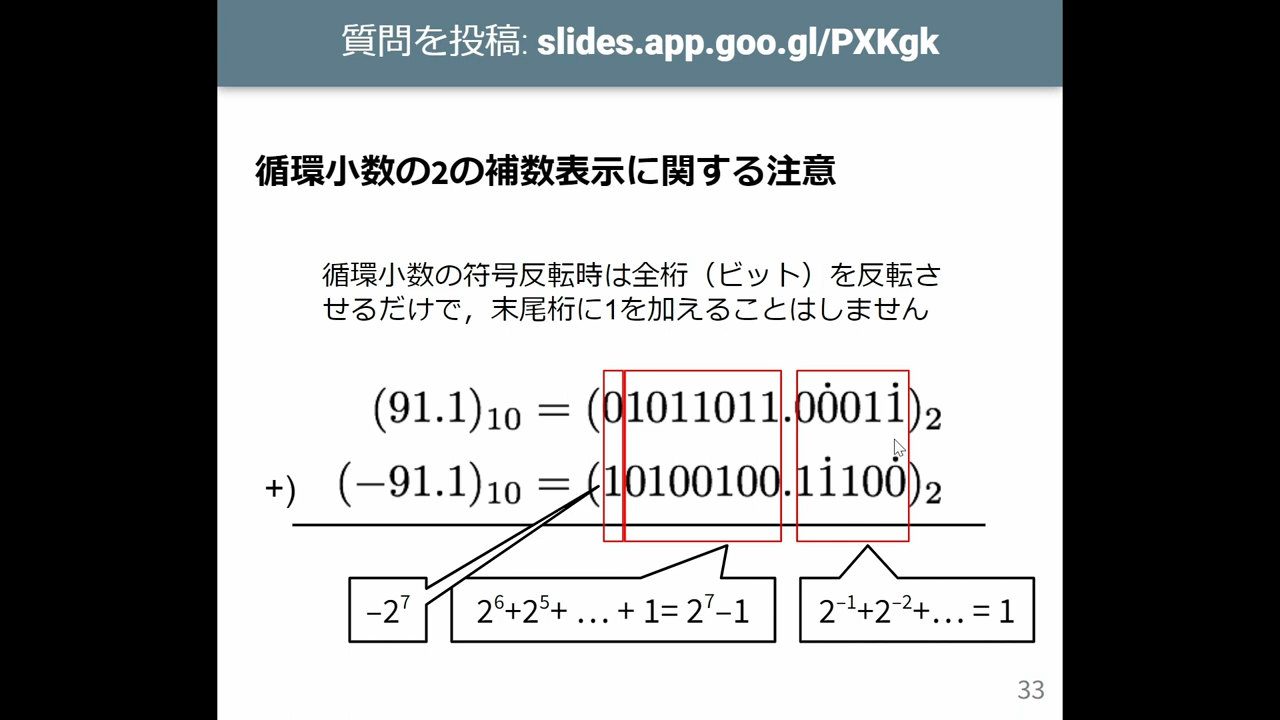 質問を投稿: slides.app.goo.gl/PXKgk
循環小数の2の補数表示に関する注意
循環小数の符号反転時は全桁（ビット）を反転さ
せるだけで，末尾桁に1を加えることはしません
(91.1)₁₀ = (01011011.00̇011̇)₂
+) (−91.1)₁₀ = (10100100.11̇100̇)₂
−2⁷
2⁶+2⁵+ … + 1= 2⁷−1
2⁻¹+2⁻²+… = 1
33